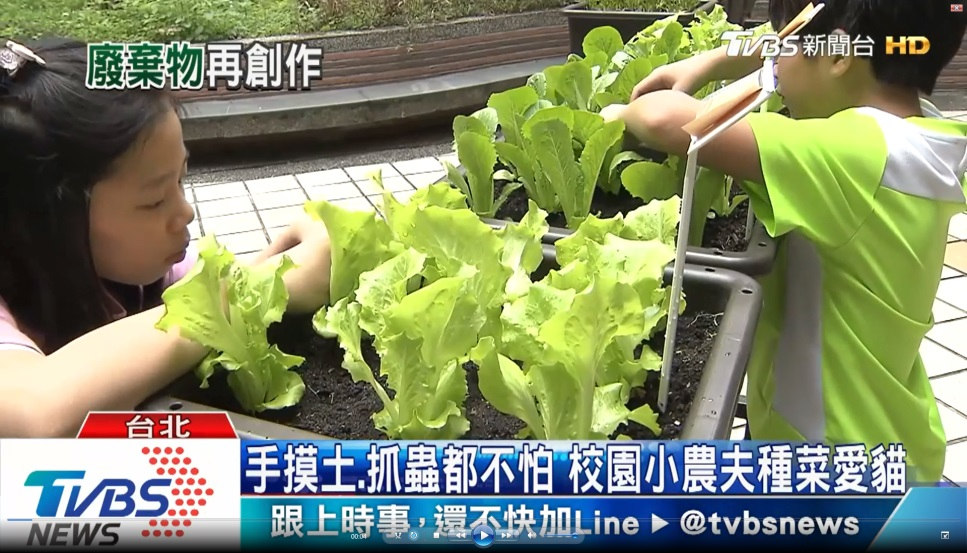 廢棄物再創作
TVBS新聞台 HD
台北
手摸土.抓蟲都不怕 校園小農夫種菜愛貓
TVBS NEWS
跟上時事,還不快加Line ▶ @tvbsnews
00:04